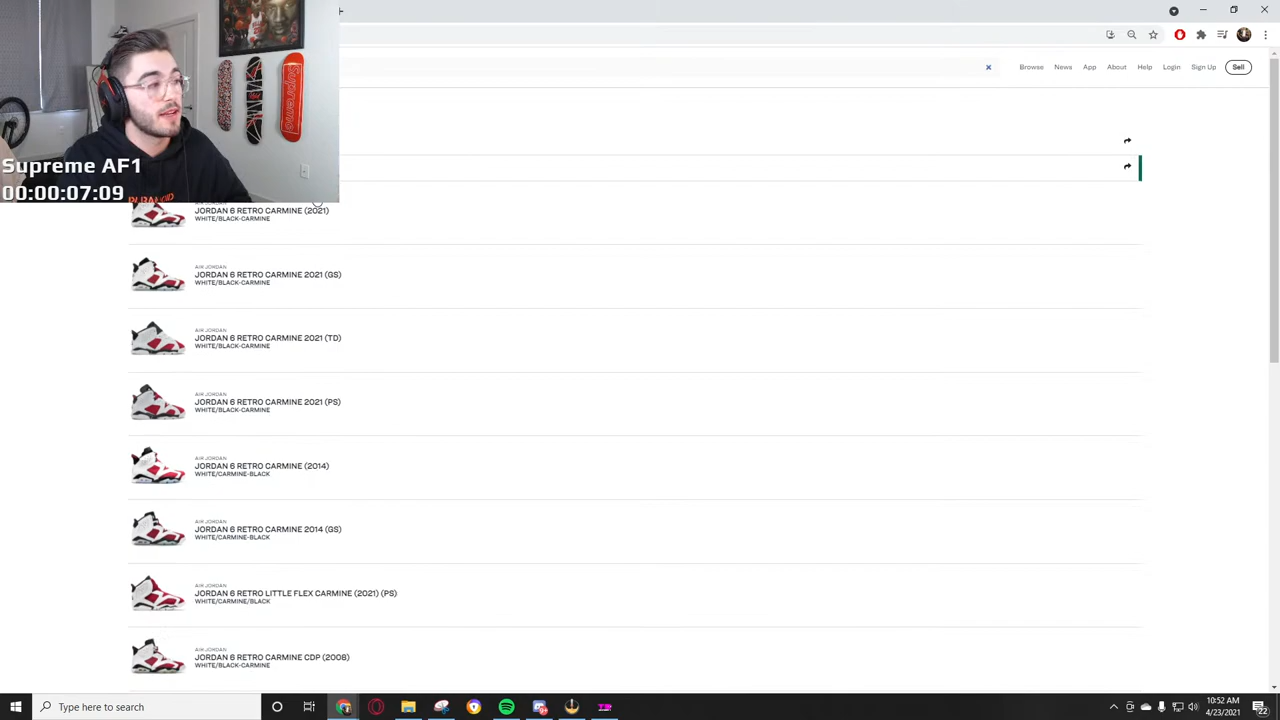 Browse News App About Help Login Sign Up Sell
Supreme
Supreme AF1
00:00:07:09
JORDAN 6 RETRO CARMINE (2021)
WHITE/BLACK-CARMINE
AIR JORDAN
JORDAN 6 RETRO CARMINE 2021 (GS)
WHITE/BLACK-CARMINE
AIR JORDAN
JORDAN 6 RETRO CARMINE 2021 (TD)
WHITE/BLACK-CARMINE
AIR JORDAN
JORDAN 6 RETRO CARMINE 2021 (PS)
WHITE/BLACK-CARMINE
AIR JORDAN
JORDAN 6 RETRO CARMINE (2014)
WHITE/CARMINE-BLACK
AIR JORDAN
JORDAN 6 RETRO CARMINE 2014 (GS)
WHITE/CARMINE-BLACK
AIR JORDAN
JORDAN 6 RETRO LITTLE FLEX CARMINE (2021) (PS)
WHITE/CARMINE/BLACK
AIR JORDAN
JORDAN 6 RETRO CARMINE CDP (2008)
WHITE/BLACK-CARMINE
Type here to search
10:52 AM
4/23/2021
22